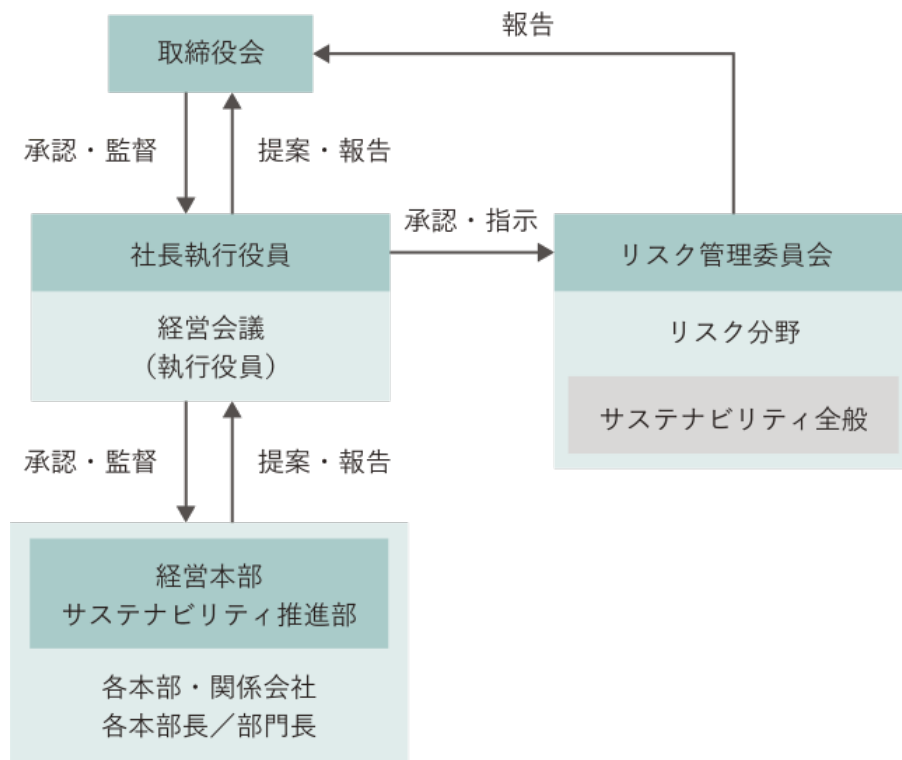 報告
取締役会
承認・監督
提案・報告
承認・指示
社長執行役員
経営会議
（執行役員）
リスク管理委員会
リスク分野
サステナビリティ全般
承認・監督
提案・報告
経営本部
サステナビリティ推進部
各本部・関係会社
各本部長／部門長